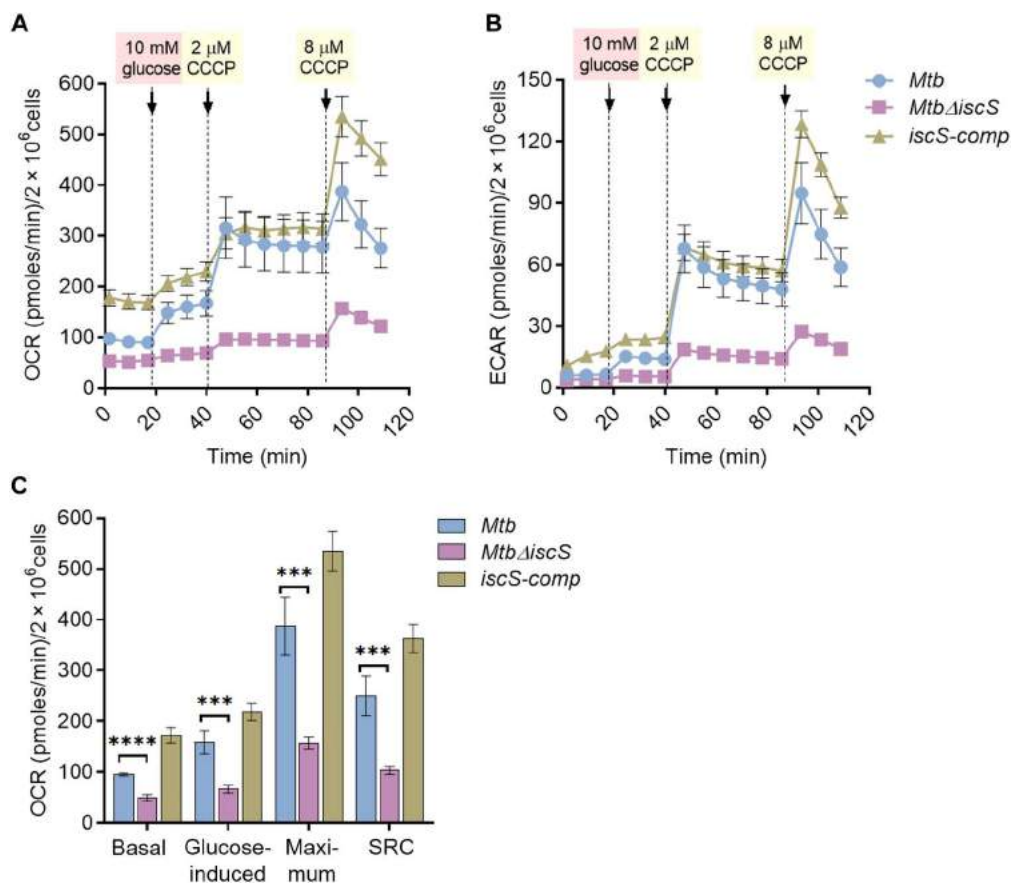 A
10 mM
glucose
2 μM
CCCP
8 μM
CCCP
OCR (pmoles/min)/2 × 10⁶cells
600
500
400
300
200
100
0
0
20
40
60
80
100
120
Time (min)
B
10 mM
glucose
2 μM
CCCP
8 μM
CCCP
Mtb
MtbΔiscS
iscS-comp
ECAR (pmoles/min)/2 × 10⁶cells
150
120
90
60
30
0
0
20
40
60
80
100
120
Time (min)
C
OCR (pmoles/min)/2 × 10⁶cells
600
500
400
300
200
100
0
****
***
***
***
Basal
Glucose-
induced
Maxi-
mum
SRC
Mtb
MtbΔiscS
iscS-comp